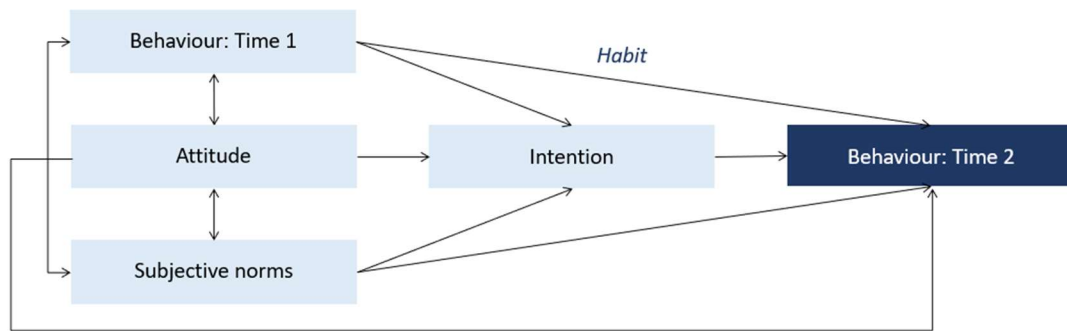 Behaviour: Time 1
Habit
Attitude
Intention
Behaviour: Time 2
Subjective norms